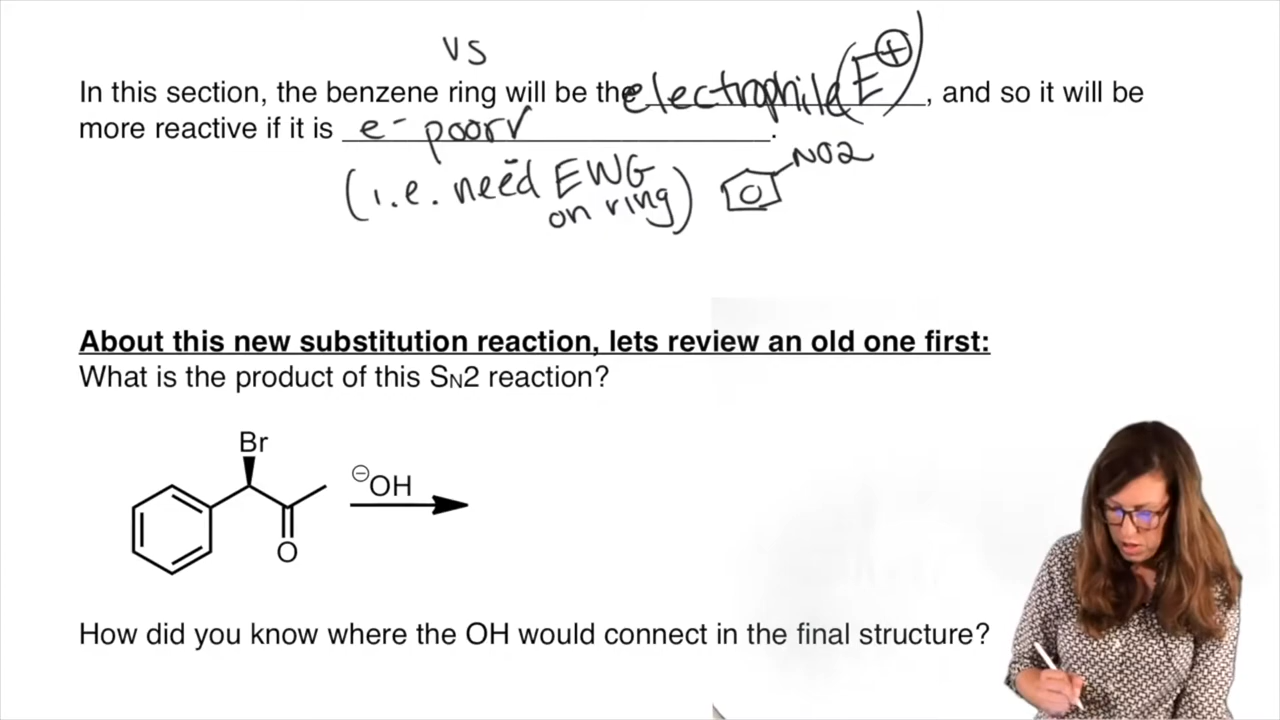 vs
In this section, the benzene ring will be the electrophile (E⊕), and so it will be
more reactive if it is e⁻ poor.
(i.e. need EWG
on ring)
NO2
About this new substitution reaction, lets review an old one first:
What is the product of this SN2 reaction?
Br
⊖OH
O
How did you know where the OH would connect in the final structure?